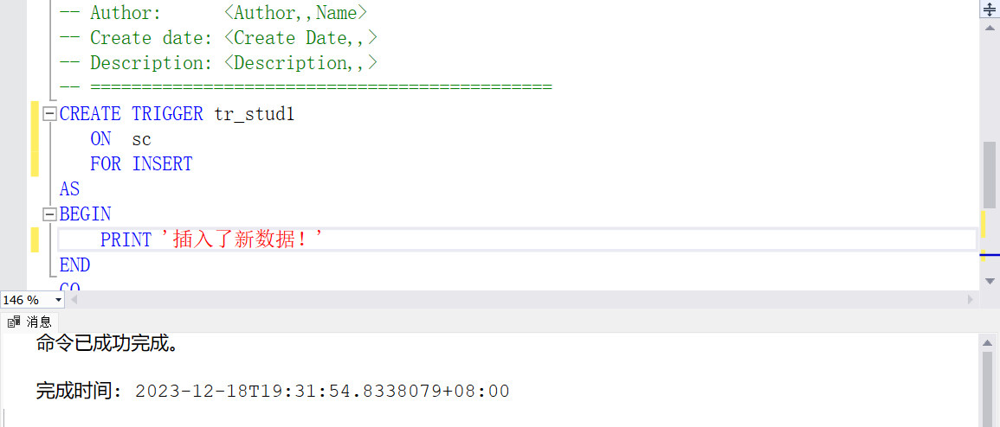 -- Author:      <Author,,Name>
-- Create date: <Create Date,,>
-- Description: <Description,,>
-- =============================================
CREATE TRIGGER tr_stud1
ON  sc
FOR INSERT
AS
BEGIN
PRINT '插入了新数据！'
END
GO
146 %
消息
命令已成功完成。
完成时间: 2023-12-18T19:31:54.8338079+08:00